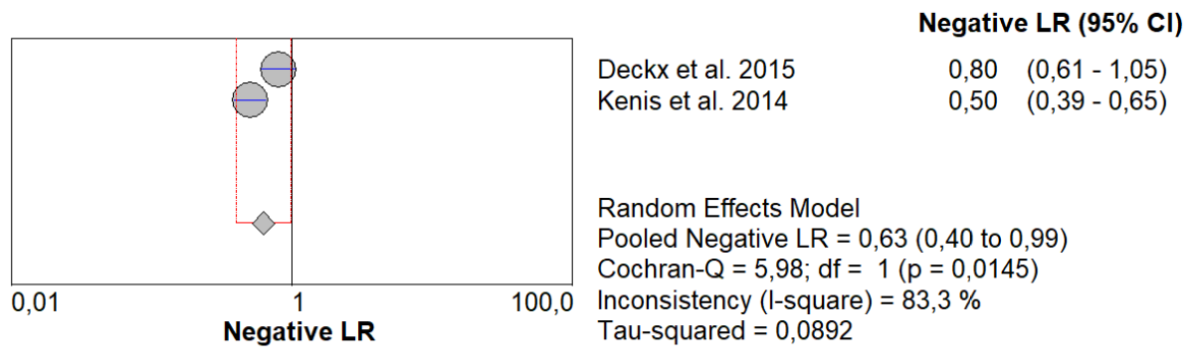 Negative LR (95% CI)
Deckx et al. 2015 0,80 (0,61 - 1,05)
Kenis et al. 2014 0,50 (0,39 - 0,65)
Random Effects Model
Pooled Negative LR = 0,63 (0,40 to 0,99)
Cochran-Q = 5,98; df = 1 (p = 0,0145)
Inconsistency (I-square) = 83,3 %
Tau-squared = 0,0892
0,01 1 100,0
Negative LR